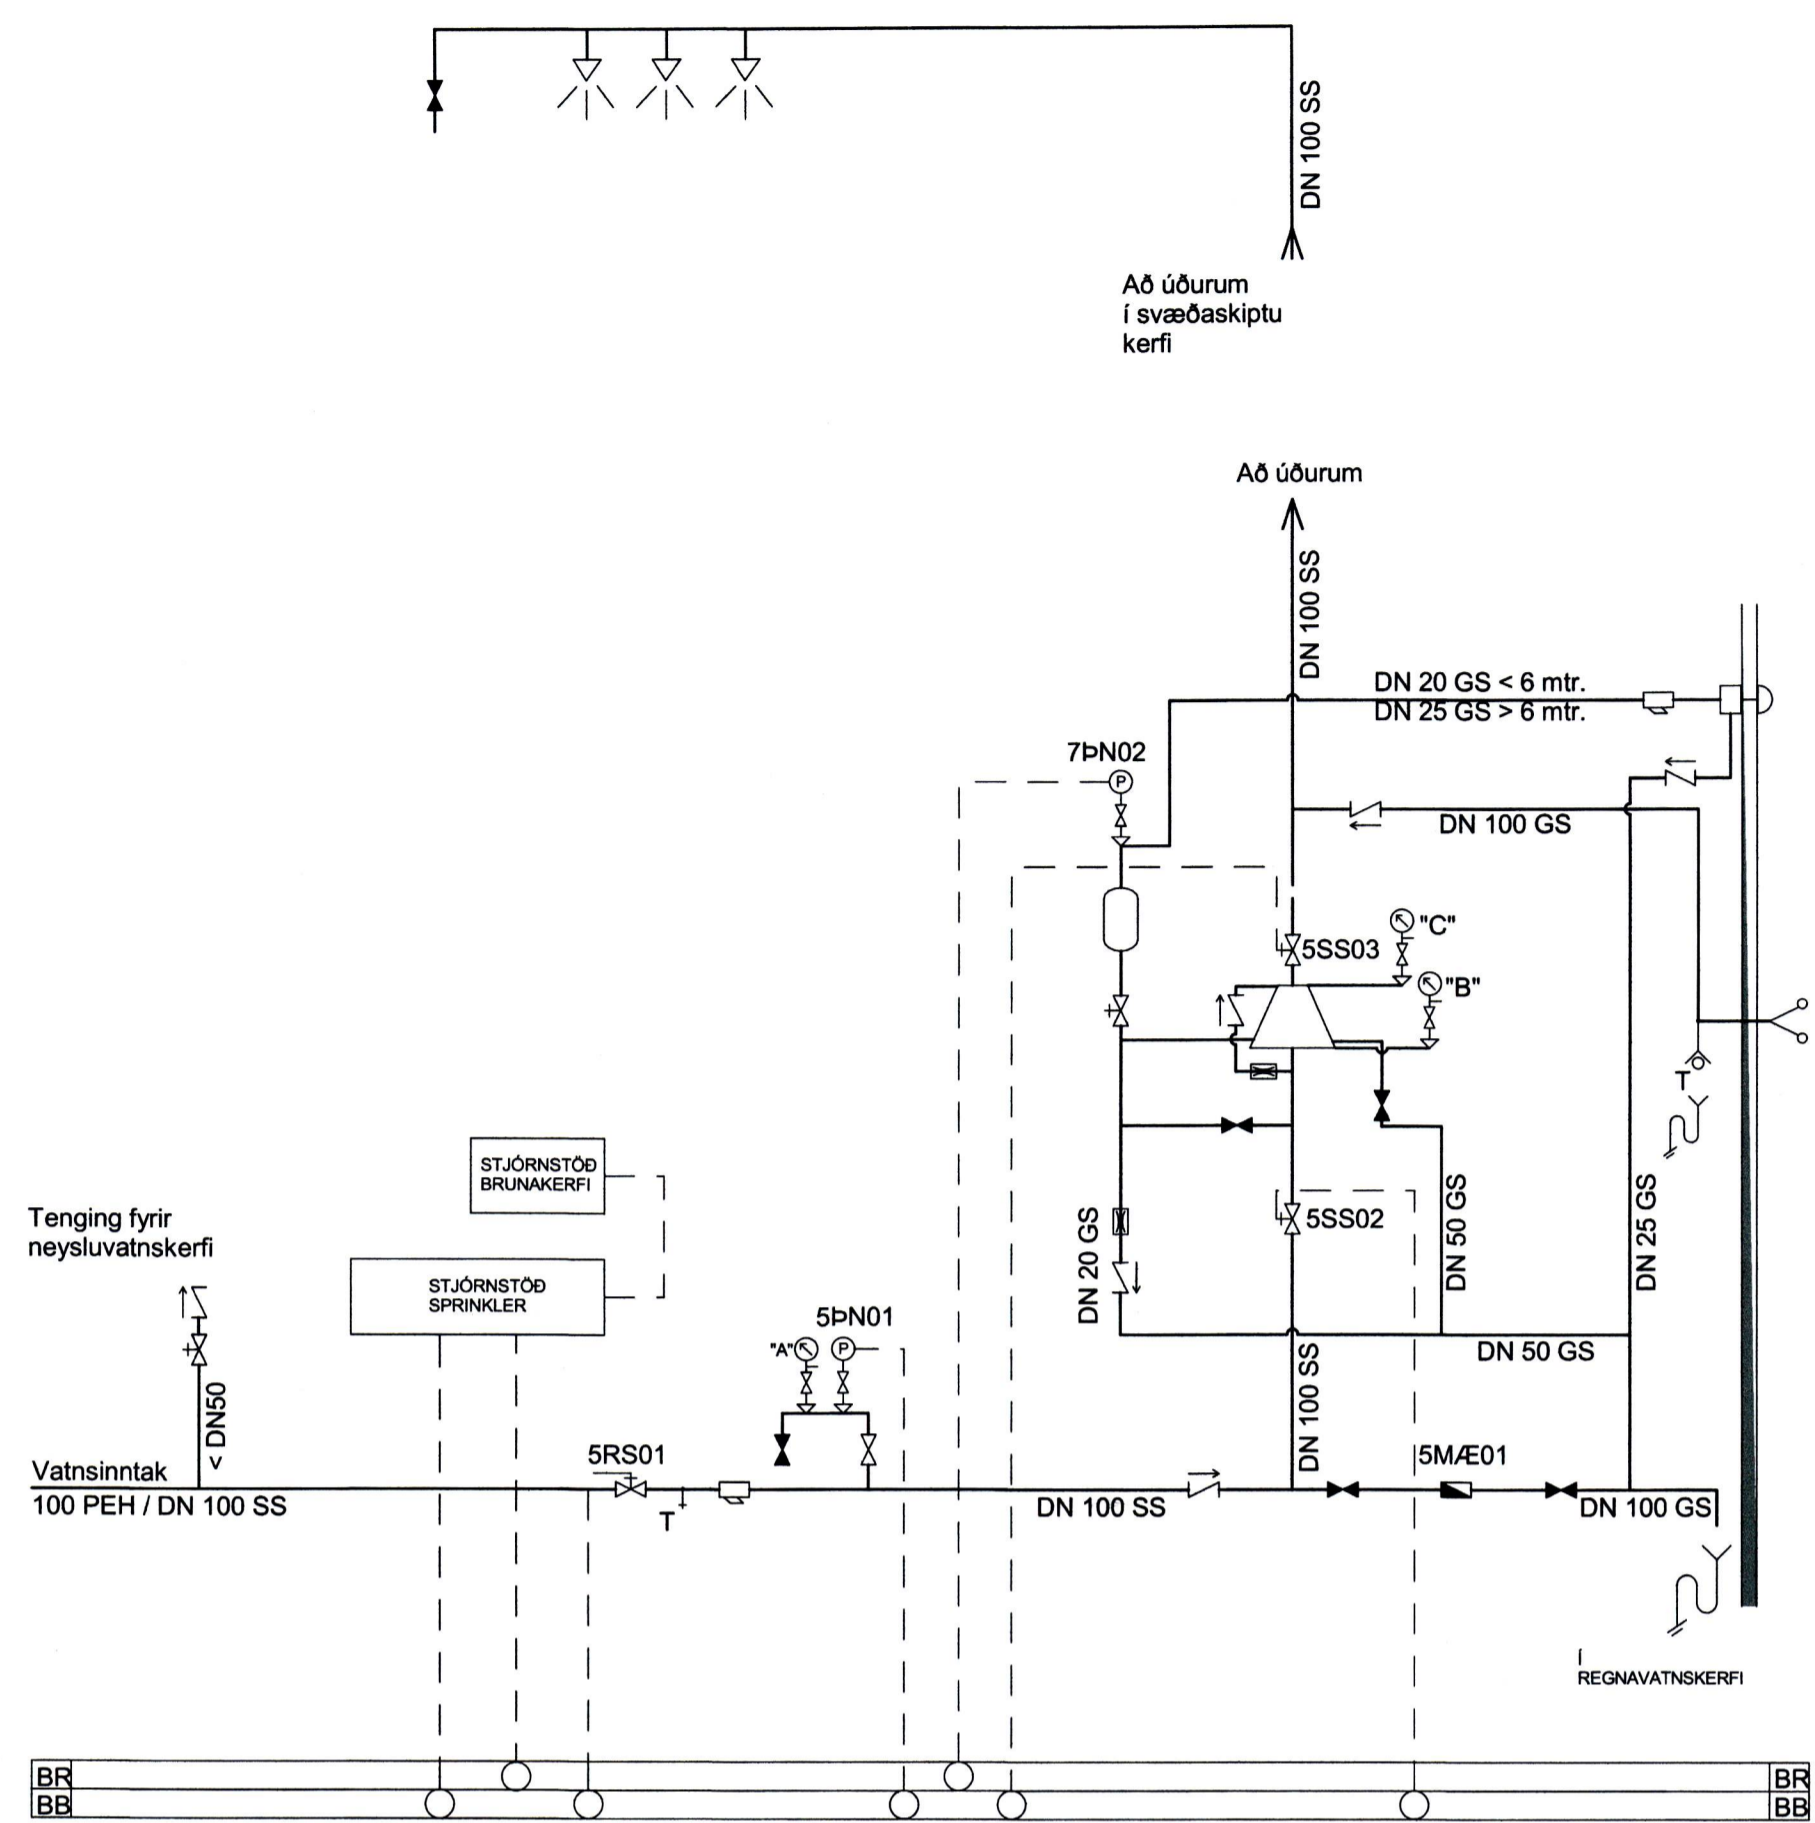 DN 100 SS
Að úðurum
í svæðaskiptu
kerfi
Að úðurum
DN 100 SS
DN 20 GS < 6 mtr.
DN 25 GS > 6 mtr.
7ÞN02
P
DN 100 GS
"C"
5SS03
"B"
T
STJÓRNSTÖÐ
BRUNAKERFI
Tenging fyrir
neysluvatnskerfi
5SS02
DN 20 GS
DN 50 GS
DN 25 GS
STJÓRNSTÖÐ
SPRINKLER
5ÞN01
"A"
P
DN 50 GS
< DN50
DN 100 SS
Vatnsinntak
100 PEH / DN 100 SS
5RS01
T
DN 100 SS
5MÆ01
DN 100 GS
Í
REGNAVATNSKERFI
BR
BR
BB
BB